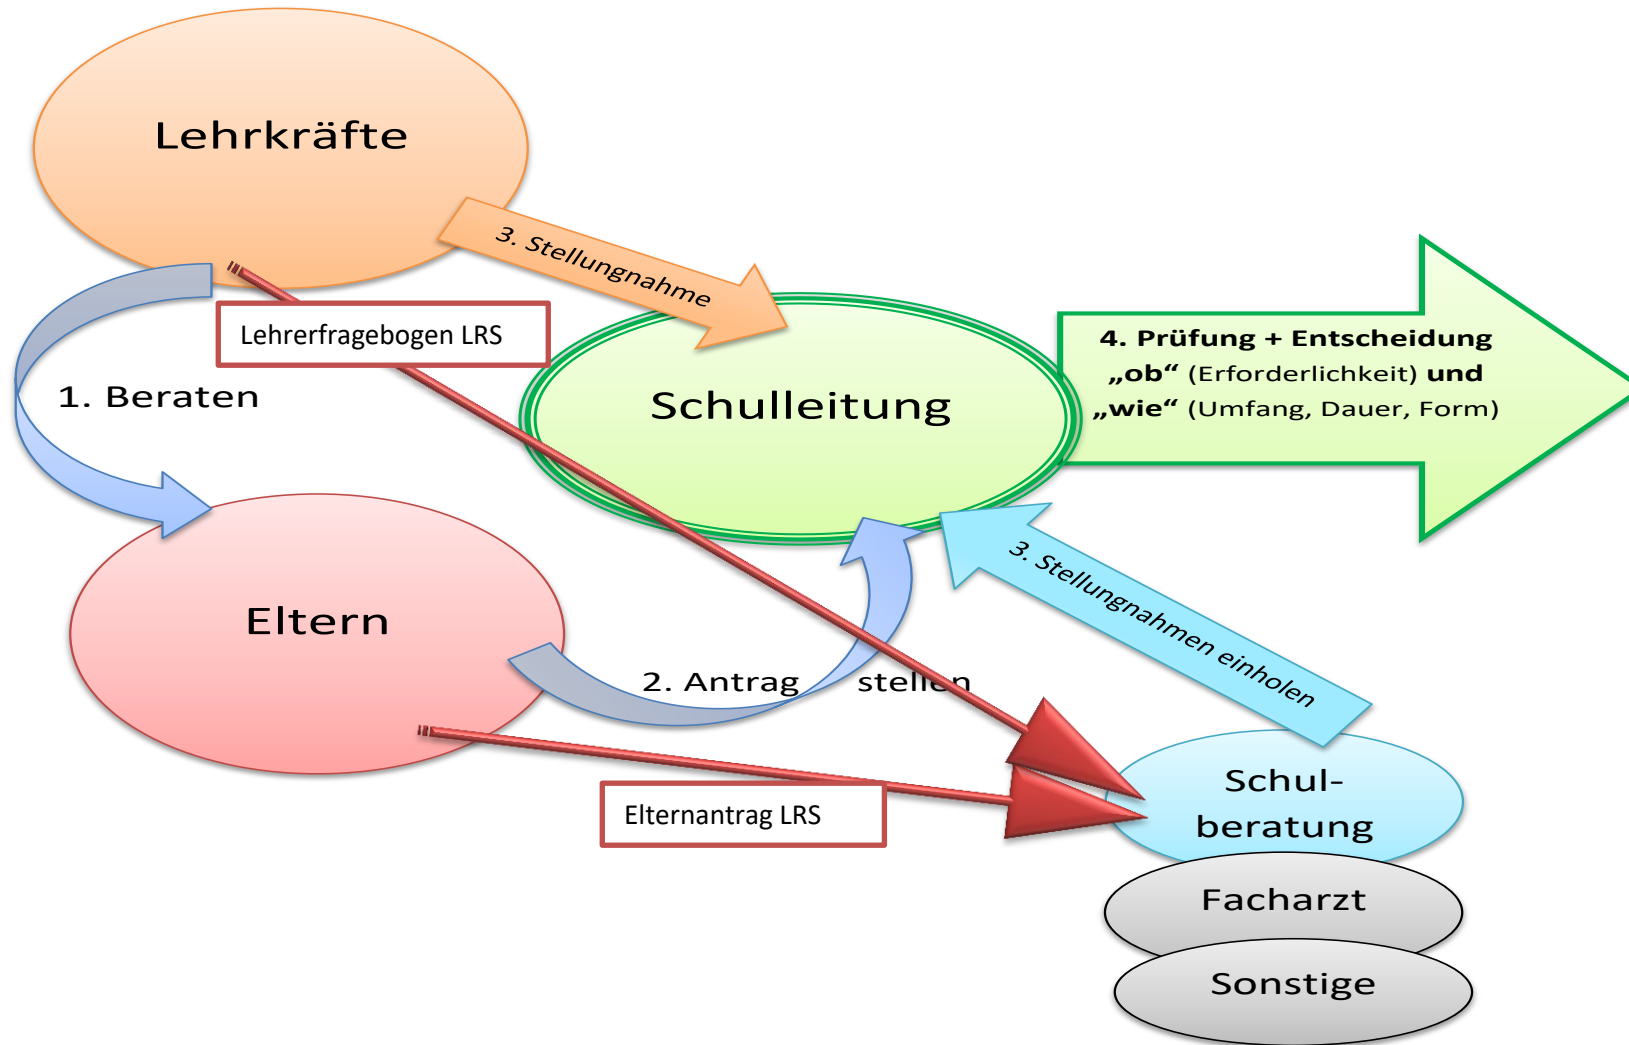 Lehrkräfte
3. Stellungnahme
Lehrerfragebogen LRS
1. Beraten
Schulleitung
4. Prüfung + Entscheidung
„ob“ (Erforderlichkeit) und
„wie“ (Umfang, Dauer, Form)
Eltern
2. Antrag stellen
3. Stellungnahmen einholen
Elternantrag LRS
Schul-
beratung
Facharzt
Sonstige